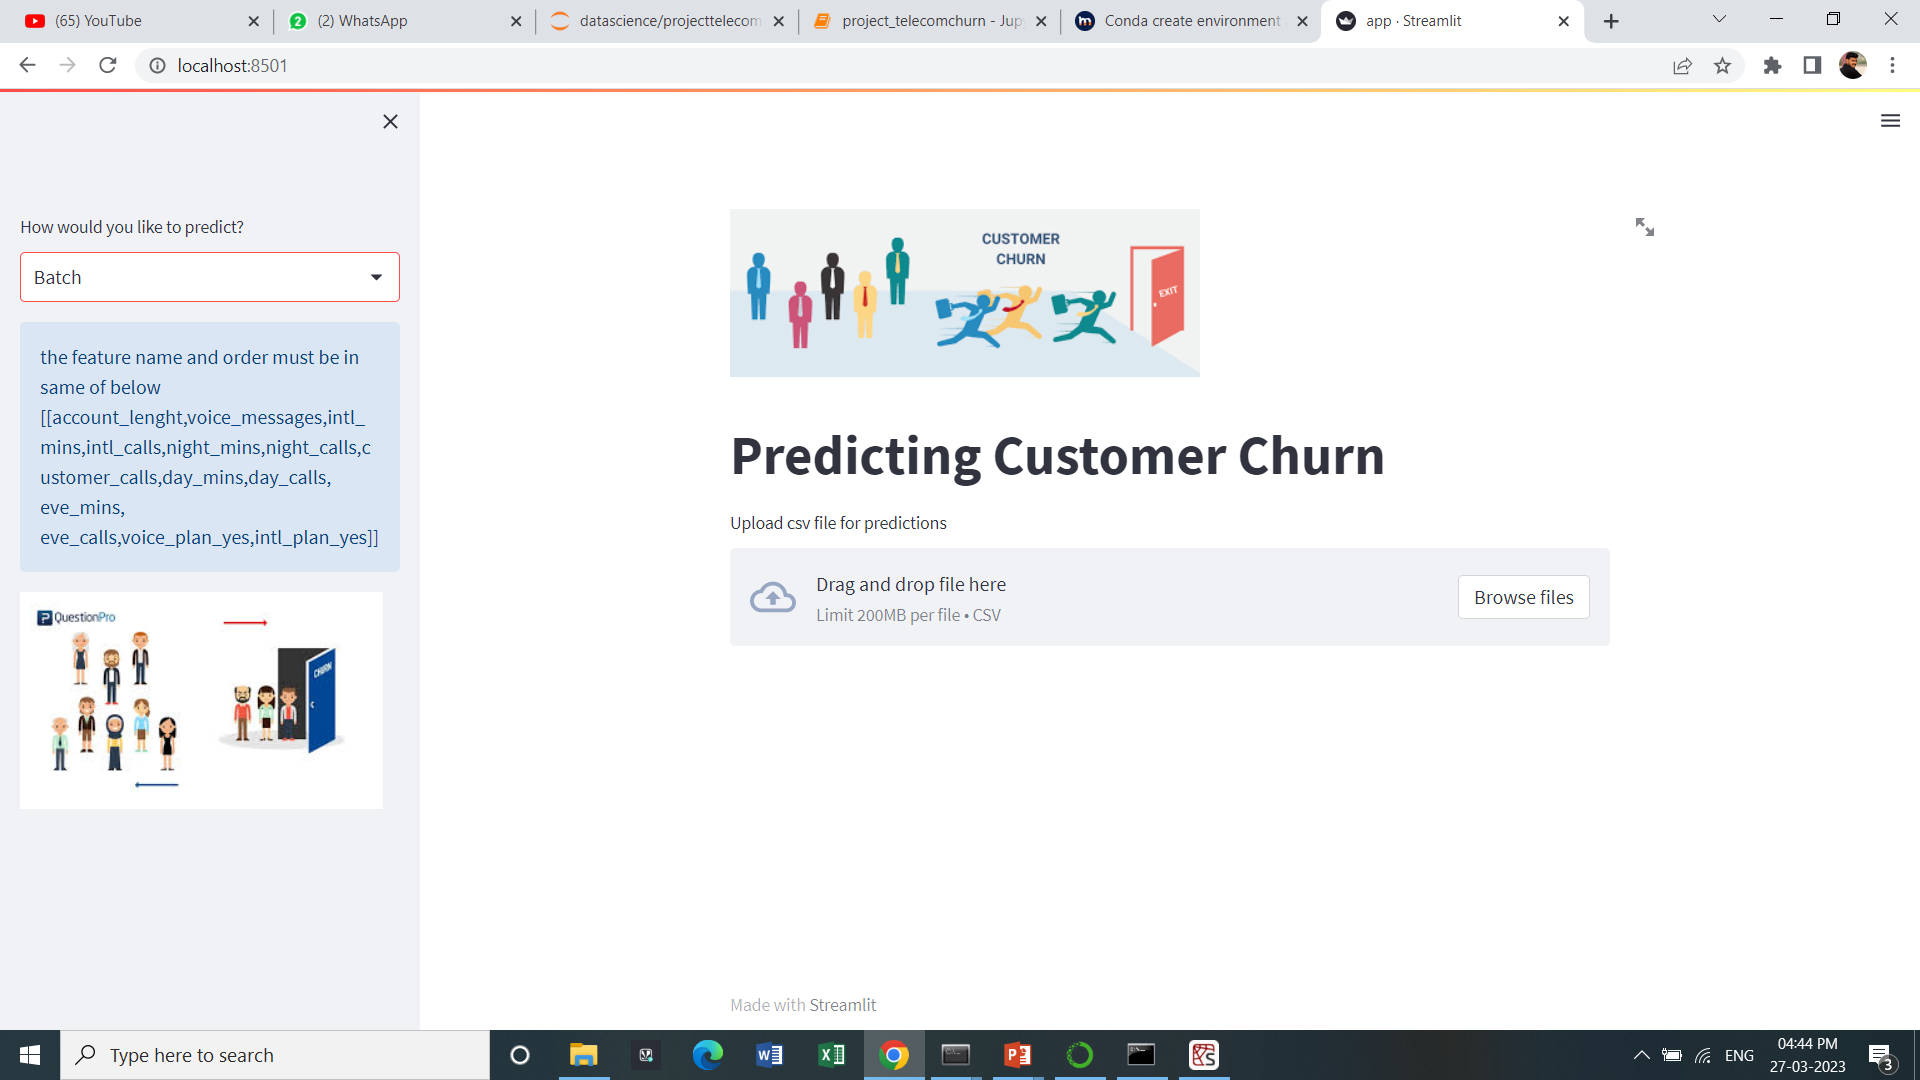 (65) YouTube
2
(2) WhatsApp
datascience/projecttelecom
project_telecomchurn - Jup
m
Conda create environment
app · Streamlit
localhost:8501
How would you like to predict?
Batch
the feature name and order must be in
same of below
[[account_lenght,voice_messages,intl_
mins,intl_calls,night_mins,night_calls,c
ustomer_calls,day_mins,day_calls,
eve_mins,
eve_calls,voice_plan_yes,intl_plan_yes]]
P QuestionPro
CHURN
CUSTOMER
CHURN
EXIT
Predicting Customer Churn
Upload csv file for predictions
Drag and drop file here
Limit 200MB per file • CSV
Browse files
Made with Streamlit
Type here to search
ENG
04:44 PM
27-03-2023
3